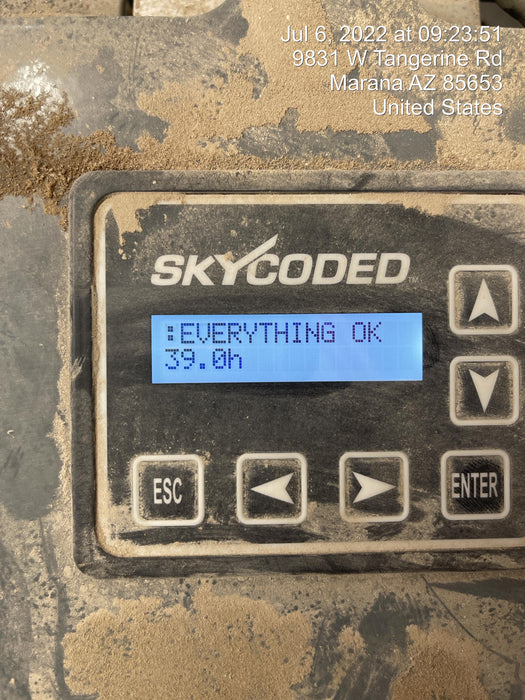 Jul 6, 2022 at 09:23:51
9831 W Tangerine Rd
Marana AZ 85653
United States
SKYCODED™
:EVERYTHING OK
39.0h
ESC
ENTER